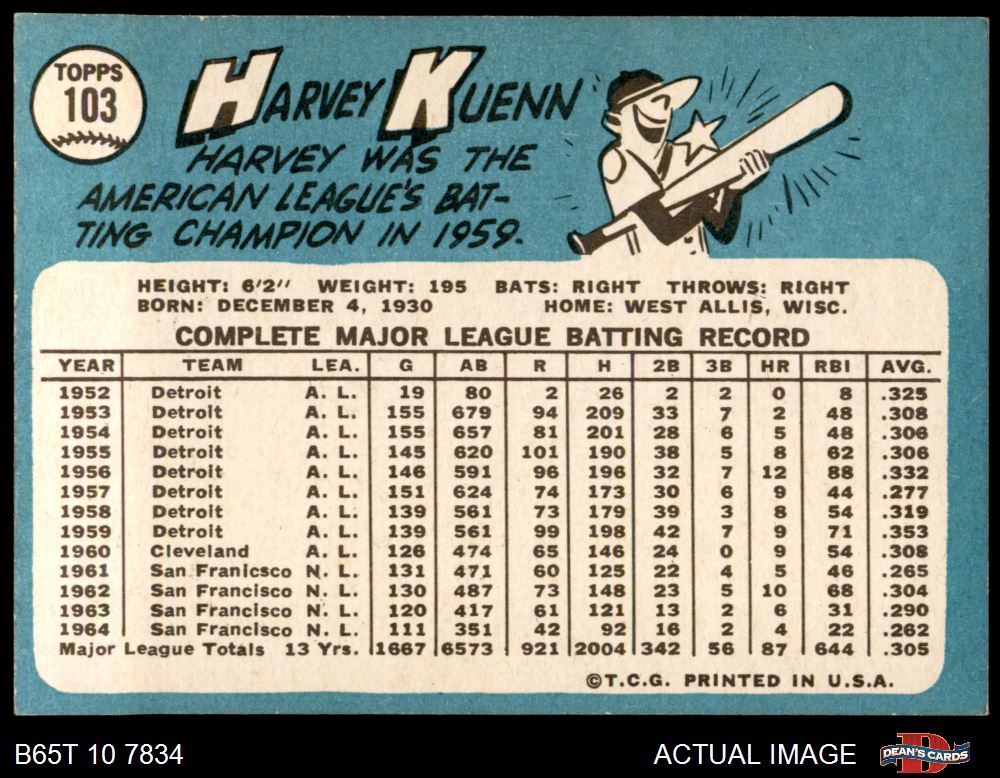 TOPPS
103
HARVEY KUENN
HARVEY WAS THE
AMERICAN LEAGUE'S BAT-
TING CHAMPION IN 1959.
HEIGHT: 6'2" WEIGHT: 195 BATS: RIGHT THROWS: RIGHT
BORN: DECEMBER 4, 1930 HOME: WEST ALLIS, WISC.
COMPLETE MAJOR LEAGUE BATTING RECORD
YEAR TEAM LEA. G AB R H 2B 3B HR RBI AVG.
1952 Detroit A. L. 19 80 2 26 2 2 0 8 .325
1953 Detroit A. L. 155 679 94 209 33 7 2 48 .308
1954 Detroit A. L. 155 657 81 201 28 6 5 48 .306
1955 Detroit A. L. 145 620 101 190 38 5 8 62 .306
1956 Detroit A. L. 146 591 96 196 32 7 12 88 .332
1957 Detroit A. L. 151 624 74 173 30 6 9 44 .277
1958 Detroit A. L. 139 561 73 179 39 3 8 54 .319
1959 Detroit A. L. 139 561 99 198 42 7 9 71 .353
1960 Cleveland A. L. 126 474 65 146 24 0 9 54 .308
1961 San Franicsco N. L. 131 471 60 125 22 4 5 46 .265
1962 San Francisco N. L. 130 487 73 148 23 5 10 68 .304
1963 San Francisco N. L. 120 417 61 121 13 2 6 31 .290
1964 San Francisco N. L. 111 351 42 92 16 2 4 22 .262
Major League Totals 13 Yrs. 1667 6573 921 2004 342 56 87 644 .305
©T.C.G. PRINTED IN U.S.A.
B65T 10 7834 ACTUAL IMAGE DEAN'S CARDS